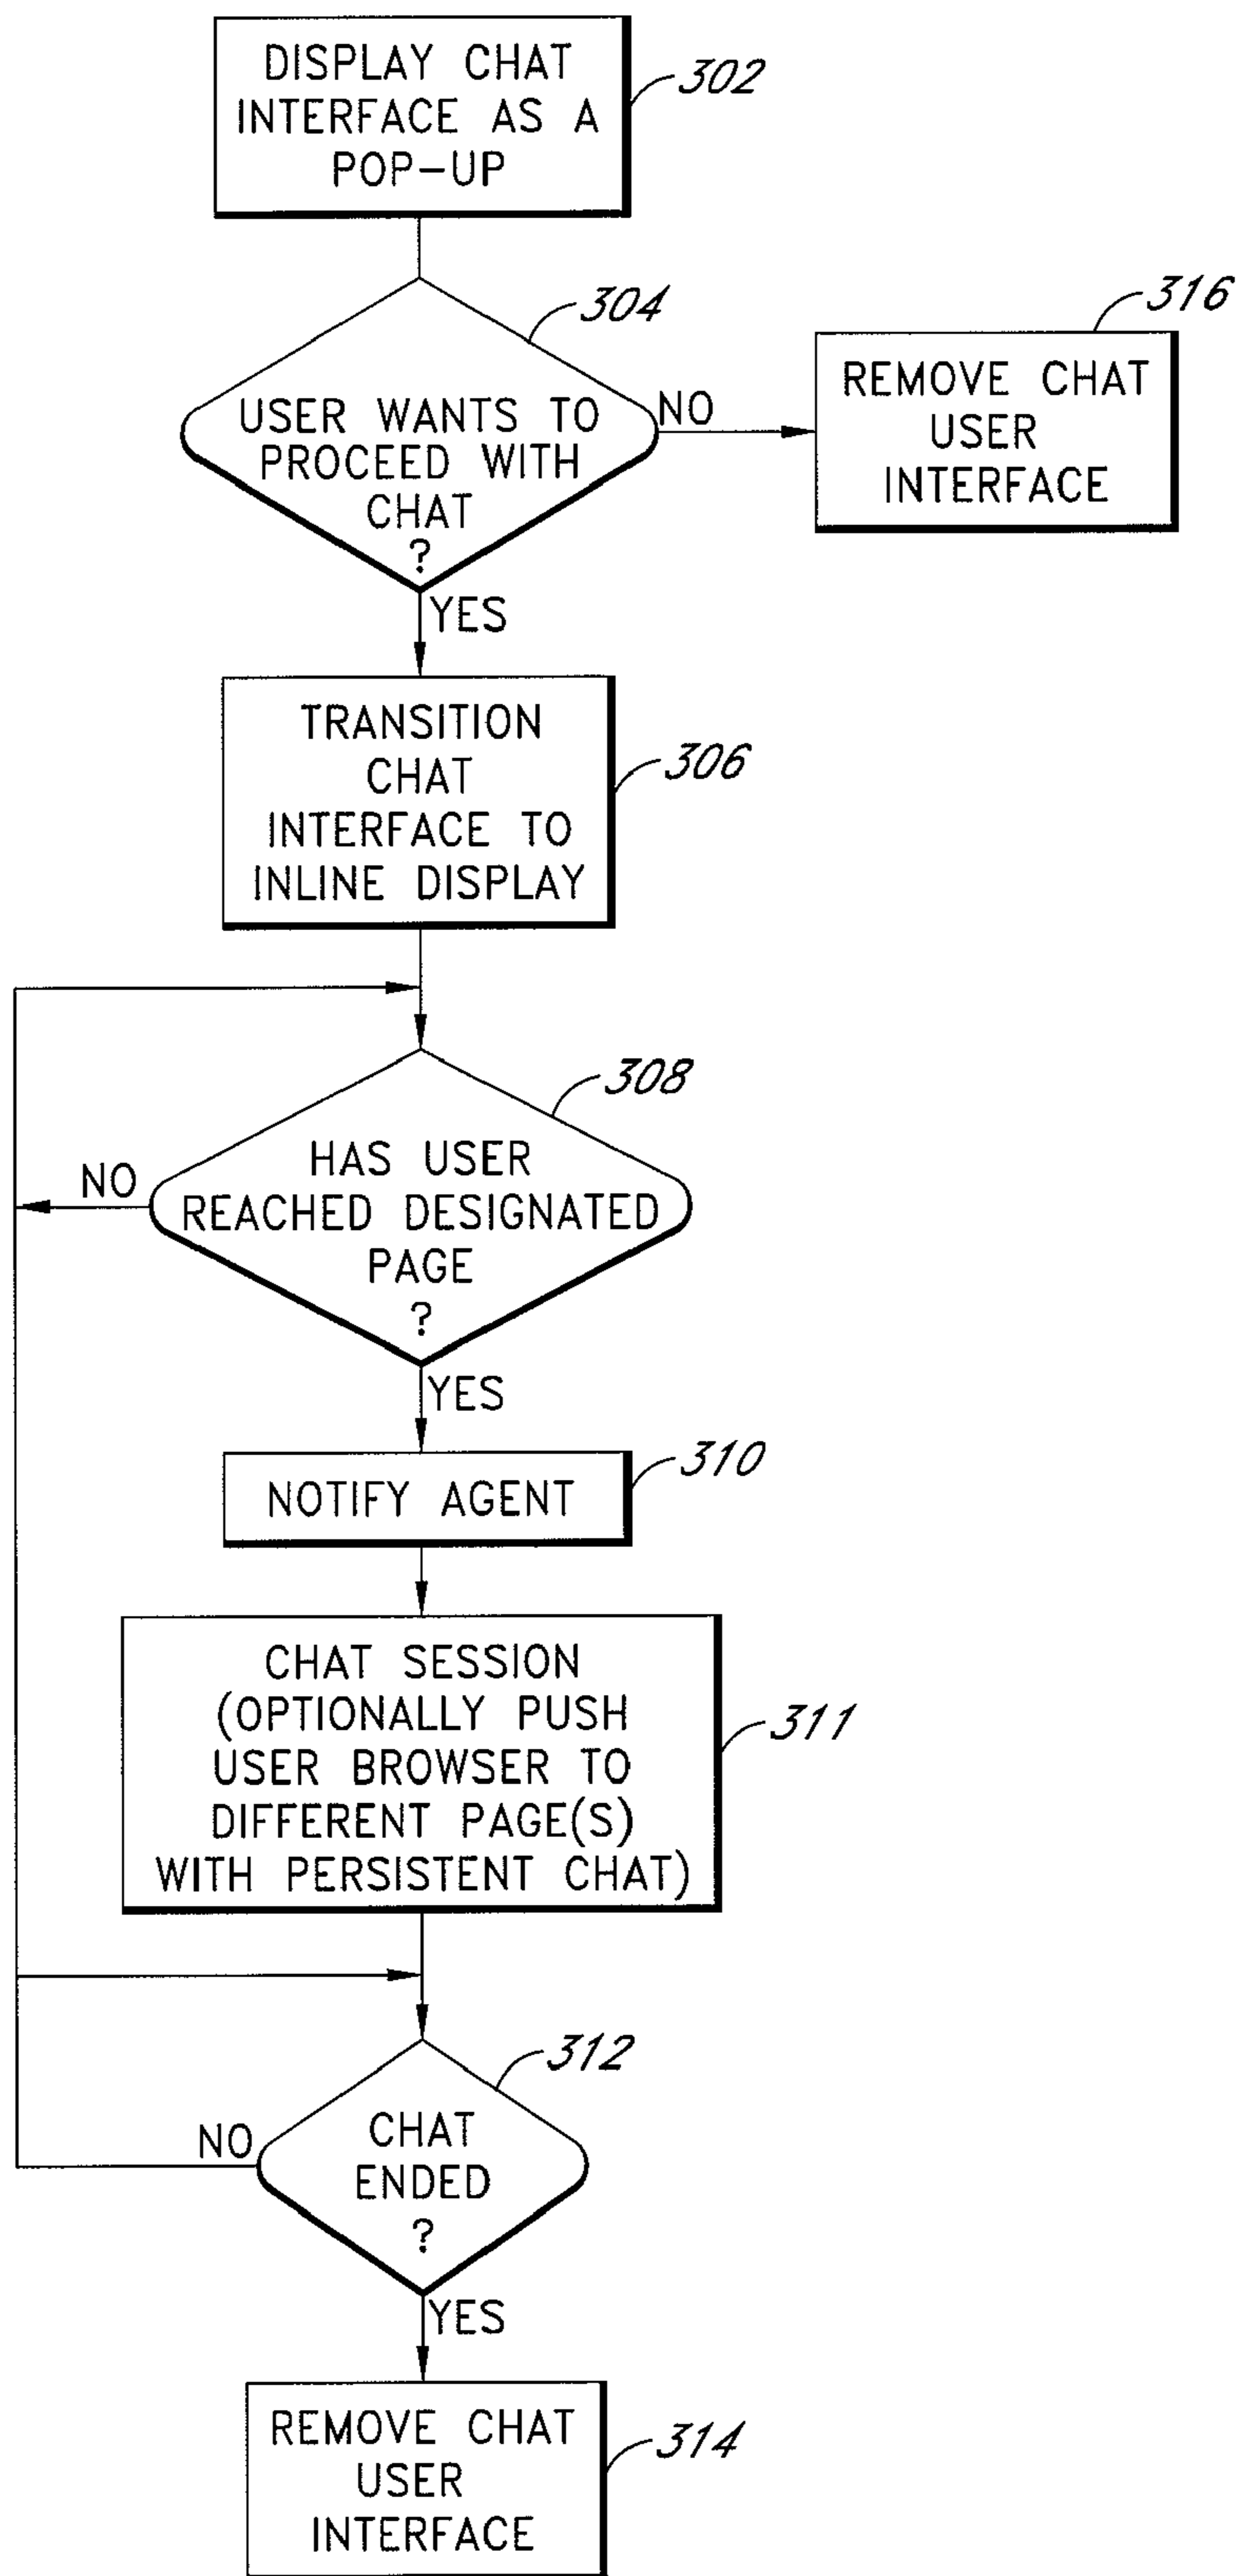 DISPLAY CHAT
INTERFACE AS A
POP-UP
302
304
USER WANTS TO
PROCEED WITH
CHAT
?
NO
316
REMOVE CHAT
USER
INTERFACE
YES
TRANSITION
CHAT
INTERFACE TO
INLINE DISPLAY
306
308
HAS USER
REACHED DESIGNATED
PAGE
?
NO
YES
310
NOTIFY AGENT
CHAT SESSION
(OPTIONALLY PUSH
USER BROWSER TO
DIFFERENT PAGE(S)
WITH PERSISTENT CHAT)
311
312
CHAT
ENDED
?
NO
YES
REMOVE CHAT
USER
INTERFACE
314